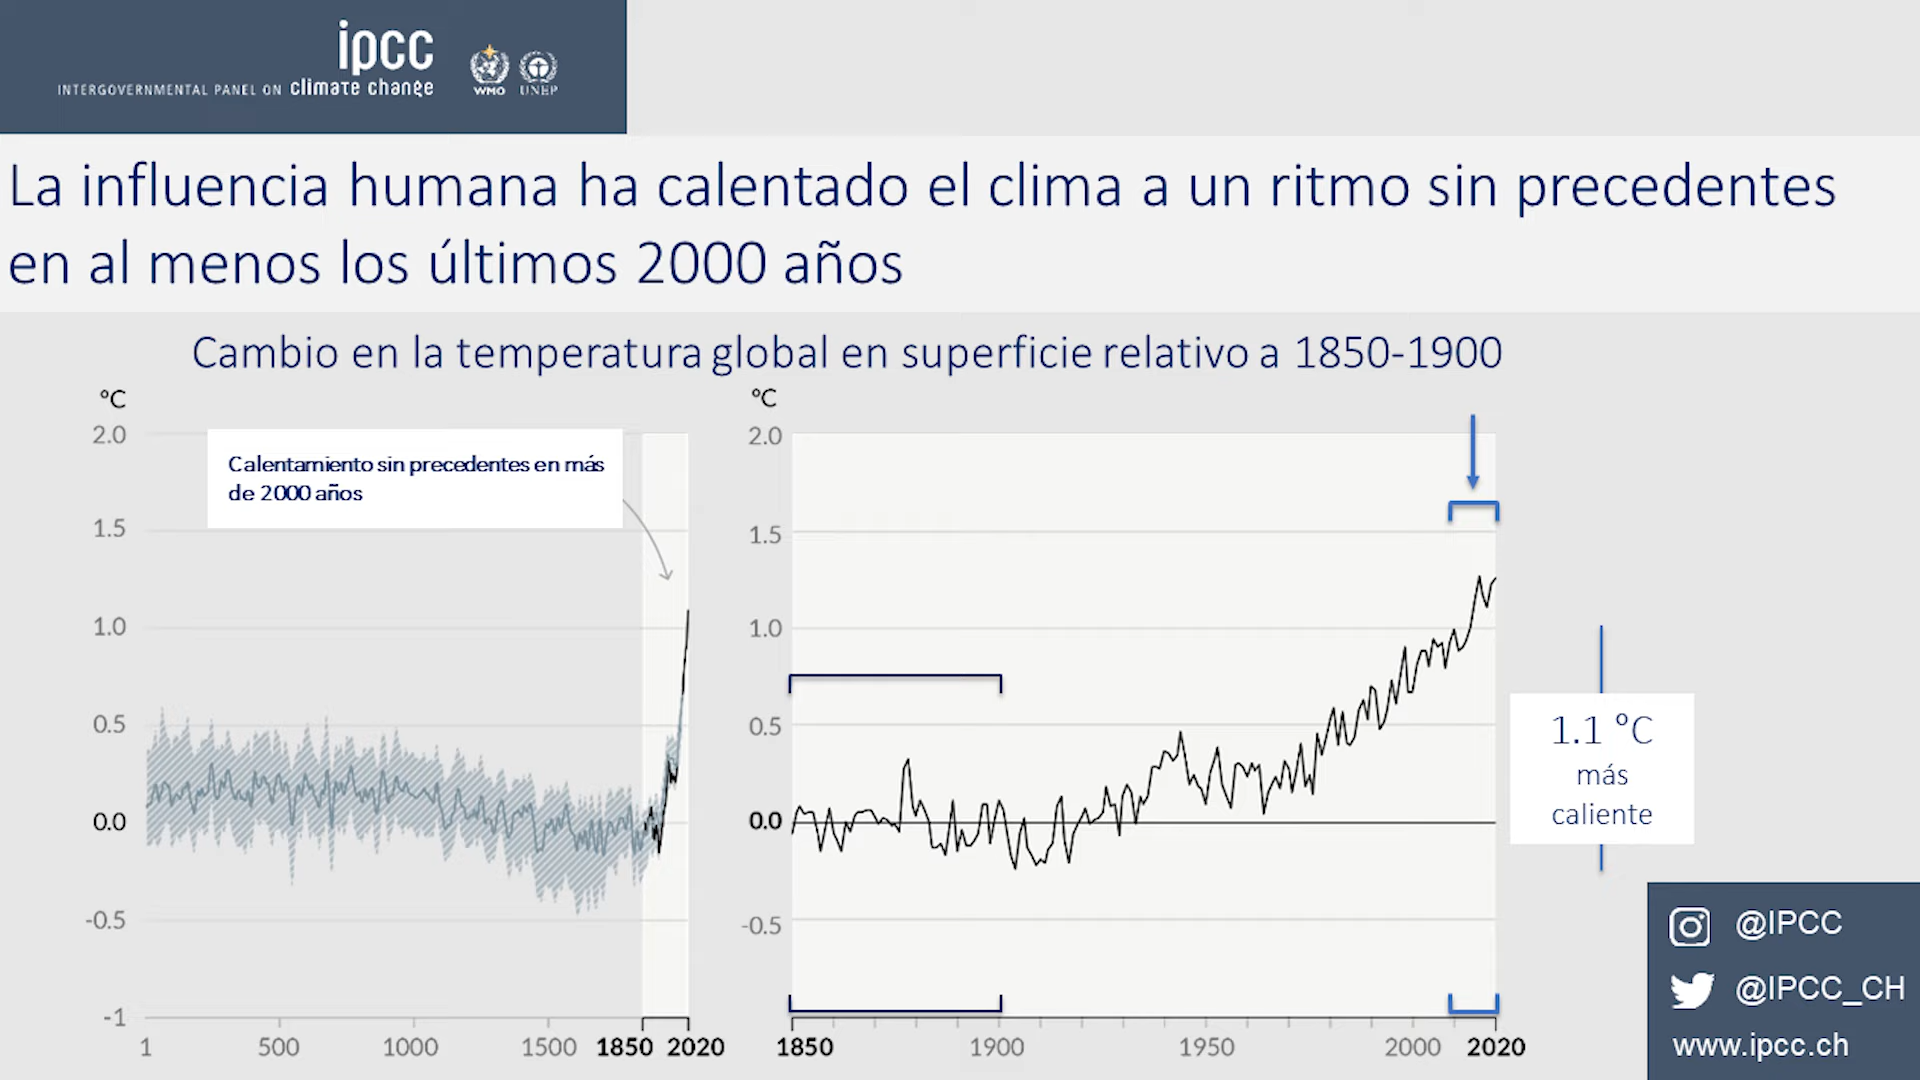 ipcc
INTERGOVERNMENTAL PANEL ON climate change
WMO UNEP
La influencia humana ha calentado el clima a un ritmo sin precedentes
en al menos los últimos 2000 años
Cambio en la temperatura global en superficie relativo a 1850-1900
ºC
2.0
1.5
1.0
0.5
0.0
-0.5
-1
Calentamiento sin precedentes en más
de 2000 años
1 500 1000 1500 1850 2020
ºC
2.0
1.5
1.0
0.5
0.0
-0.5
1850 1900 1950 2000 2020
1.1 ºC
más
caliente
@IPCC
@IPCC_CH
www.ipcc.ch